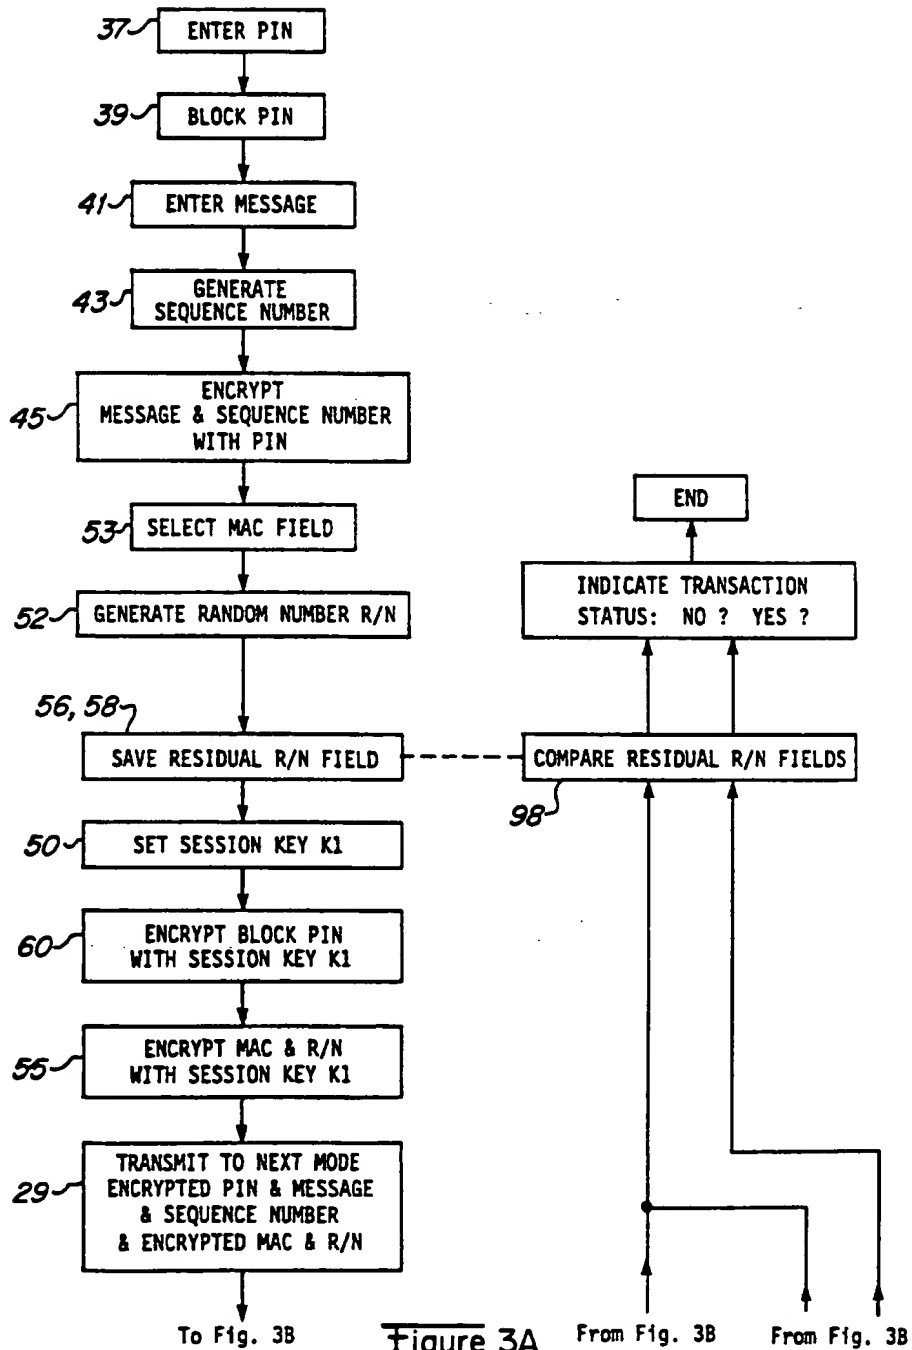 37
ENTER PIN
39
BLOCK PIN
41
ENTER MESSAGE
43
GENERATE
SEQUENCE NUMBER
45
ENCRYPT
MESSAGE & SEQUENCE NUMBER
WITH PIN
53
SELECT MAC FIELD
52
GENERATE RANDOM NUMBER R/N
56, 58
SAVE RESIDUAL R/N FIELD
50
SET SESSION KEY K1
60
ENCRYPT BLOCK PIN
WITH SESSION KEY K1
55
ENCRYPT MAC & R/N
WITH SESSION KEY K1
29
TRANSMIT TO NEXT MODE
ENCRYPTED PIN & MESSAGE
& SEQUENCE NUMBER
& ENCRYPTED MAC & R/N
To Fig. 3B
END
INDICATE TRANSACTION
STATUS: NO ? YES ?
COMPARE RESIDUAL R/N FIELDS
98
From Fig. 3B
From Fig. 3B
Figure 3A